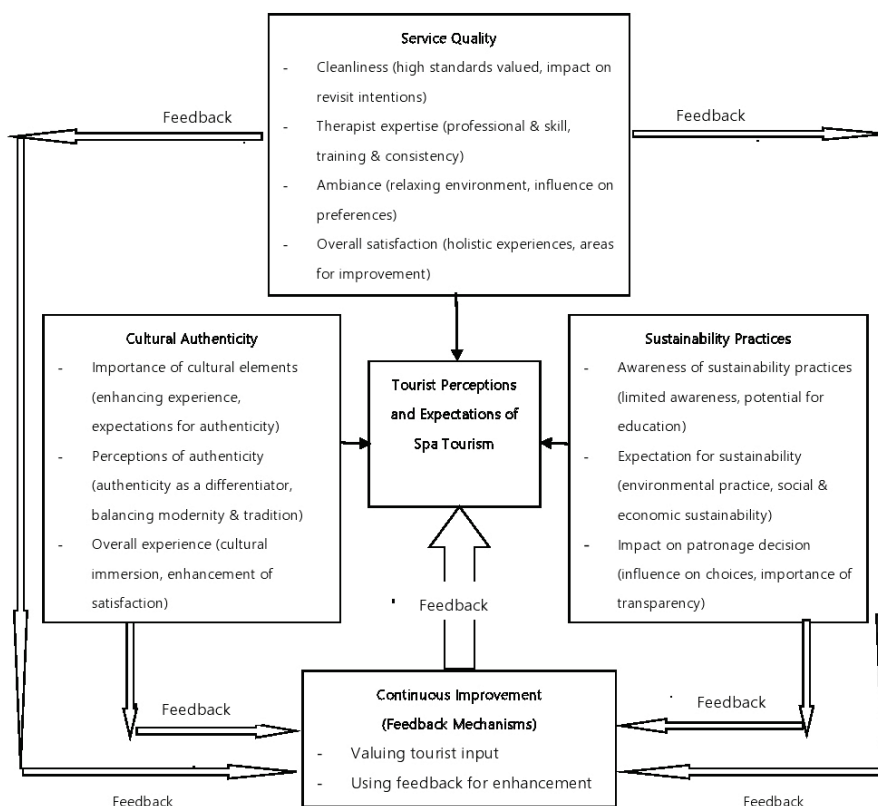 Service Quality
- Cleanliness (high standards valued, impact on
revisit intentions)
- Therapist expertise (professional & skill,
training & consistency)
- Ambiance (relaxing environment, influence on
preferences)
- Overall satisfaction (holistic experiences, areas
for improvement)
Feedback
Feedback
Cultural Authenticity
- Importance of cultural elements
(enhancing experience,
expectations for authenticity)
- Perceptions of authenticity
(authenticity as a differentiator,
balancing modernity & tradition)
- Overall experience (cultural
immersion, enhancement of
satisfaction)
Tourist Perceptions
and Expectations of
Spa Tourism
Sustainability Practices
- Awareness of sustainability practices
(limited awareness, potential for
education)
- Expectation for sustainability
(environmental practice, social &
economic sustainability)
- Impact on patronage decision
(influence on choices, importance of
transparency)
Feedback
Feedback
Feedback
Continuous Improvement
(Feedback Mechanisms)
- Valuing tourist input
- Using feedback for enhancement
Feedback
Feedback